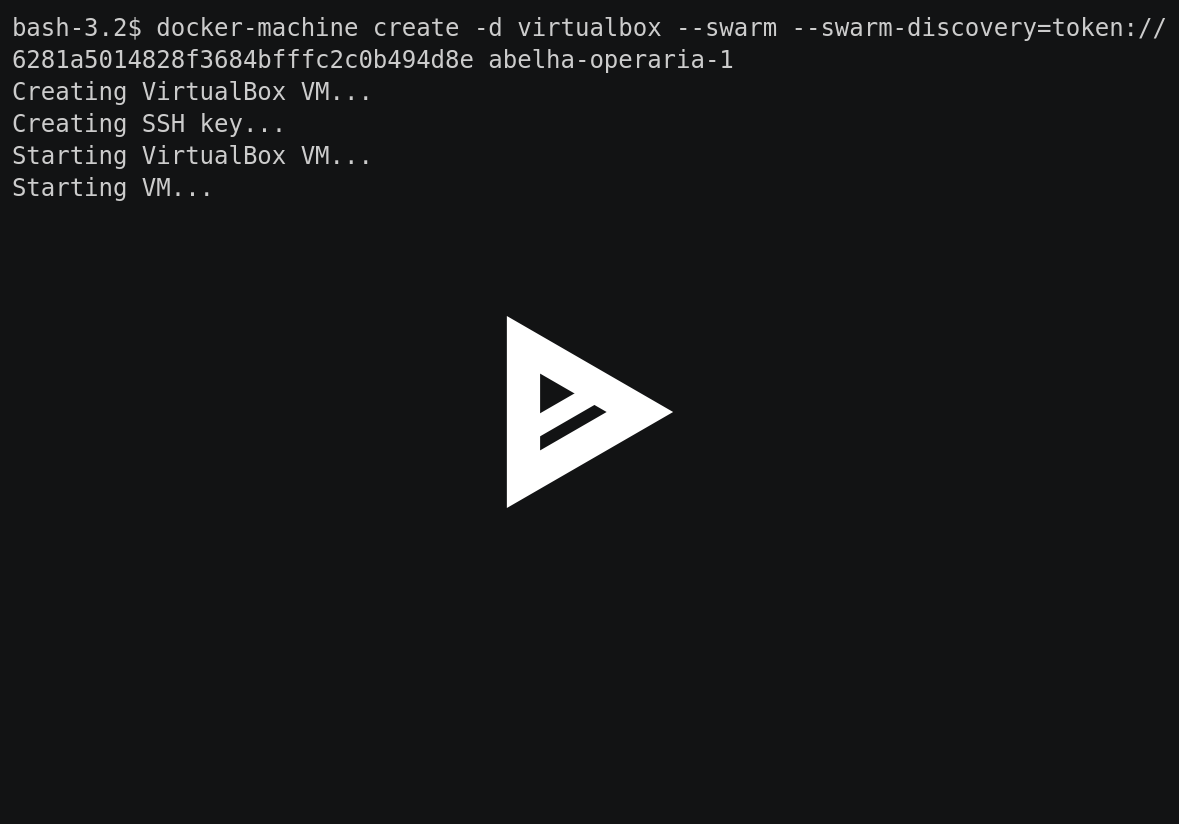 bash-3.2$ docker-machine create -d virtualbox --swarm --swarm-discovery=token://
6281a5014828f3684bfffc2c0b494d8e abelha-operaria-1
Creating VirtualBox VM...
Creating SSH key...
Starting VirtualBox VM...
Starting VM...